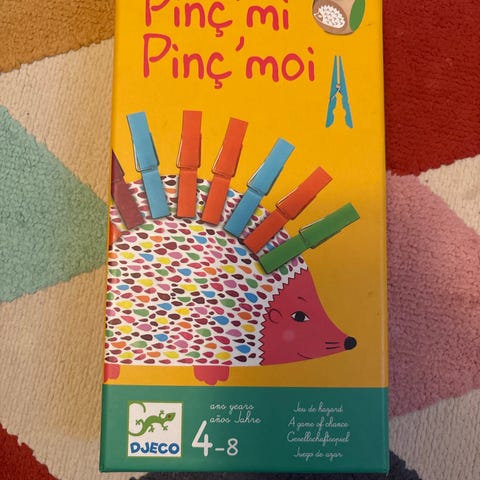 Pinç'mi
Pinç'moi
DJECO
ans years
años Jahre
4-8
Jeu de hasard
A game of chance
Gesellschaftsspiel
Juego de azar